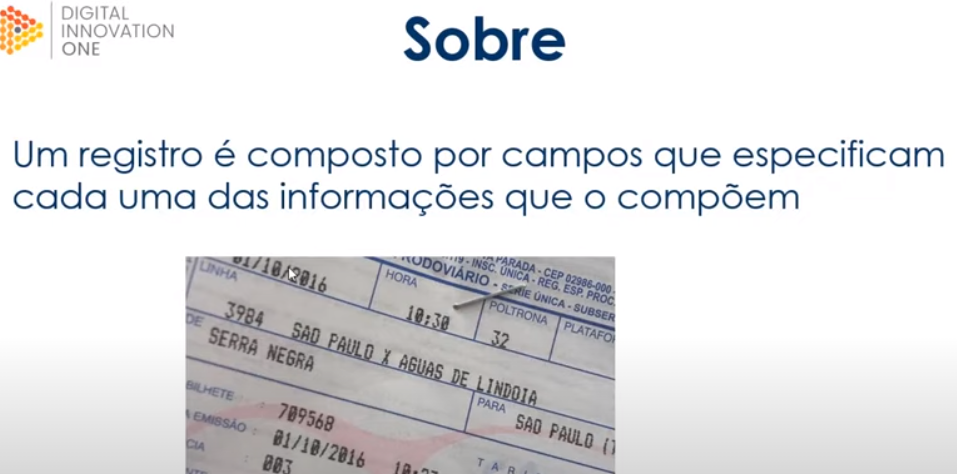 DIGITAL
INNOVATION
ONE
Sobre
Um registro é composto por campos que especificam
cada uma das informações que o compõem
PARADA - CEP 02986-000
INSC. ÚNICA - REG. ESP. PROC
RODOVIÁRIO - SÉRIE ÚNICA - SUBSER
01/10/2016
LINHA
HORA
10:30
POLTRONA
32
PLATAFO
3984 SAO PAULO X AGUAS DE LINDOIA
DE
SERRA NEGRA
PARA
SAO PAULO (
BILHETE : 709568
EMISSÃO : 01/10/2016
CIA : 003
T A R